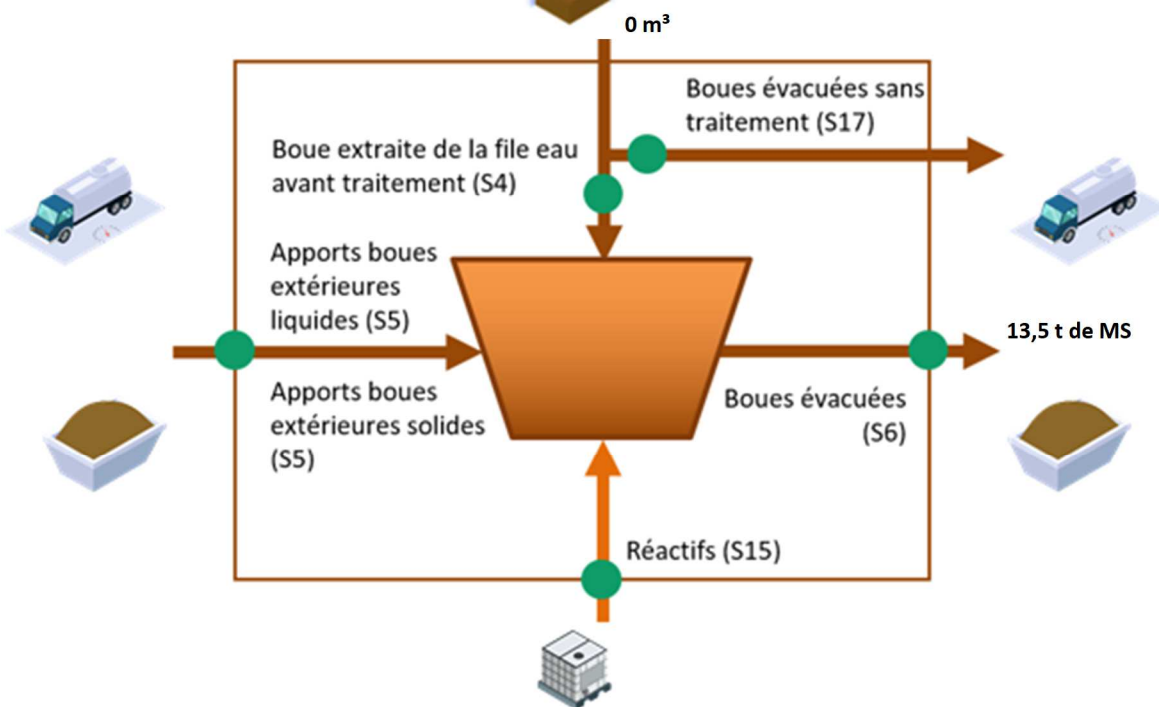 0 m³
Boues évacuées sans
traitement (S17)
Boue extraite de la file eau
avant traitement (S4)
Apports boues
extérieures
liquides (S5)
13,5 t de MS
Apports boues
extérieures solides
(S5)
Boues évacuées
(S6)
Réactifs (S15)